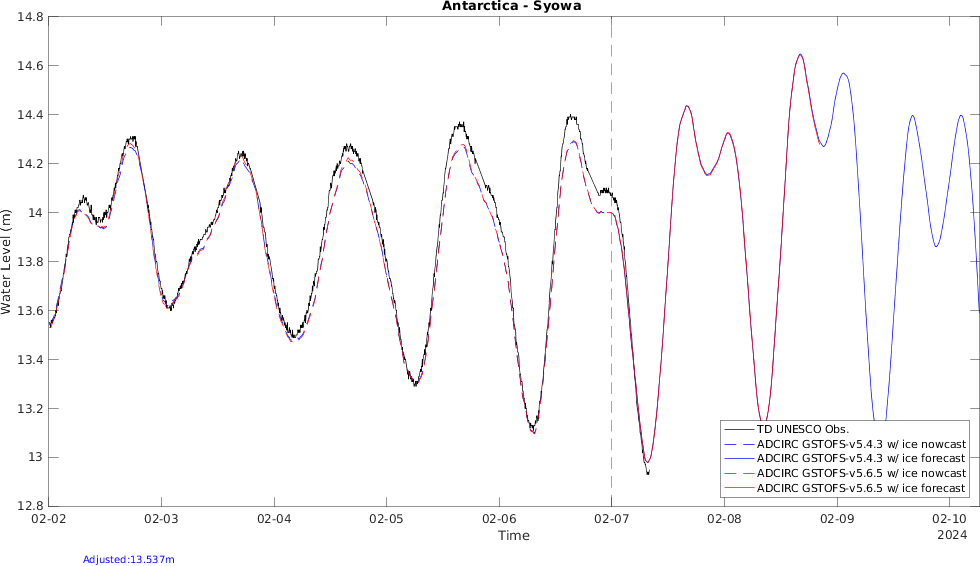 Antarctica - Syowa
14.8
14.6
14.4
14.2
14
13.8
13.6
13.4
13.2
13
12.8
Water Level (m)
TD UNESCO Obs.
ADCIRC GSTOFS-v5.4.3 w/ ice nowcast
ADCIRC GSTOFS-v5.4.3 w/ ice forecast
ADCIRC GSTOFS-v5.6.5 w/ ice nowcast
ADCIRC GSTOFS-v5.6.5 w/ ice forecast
02-02 02-03 02-04 02-05 02-06 02-07 02-08 02-09 02-10
2024
Time
Adjusted:13.537m